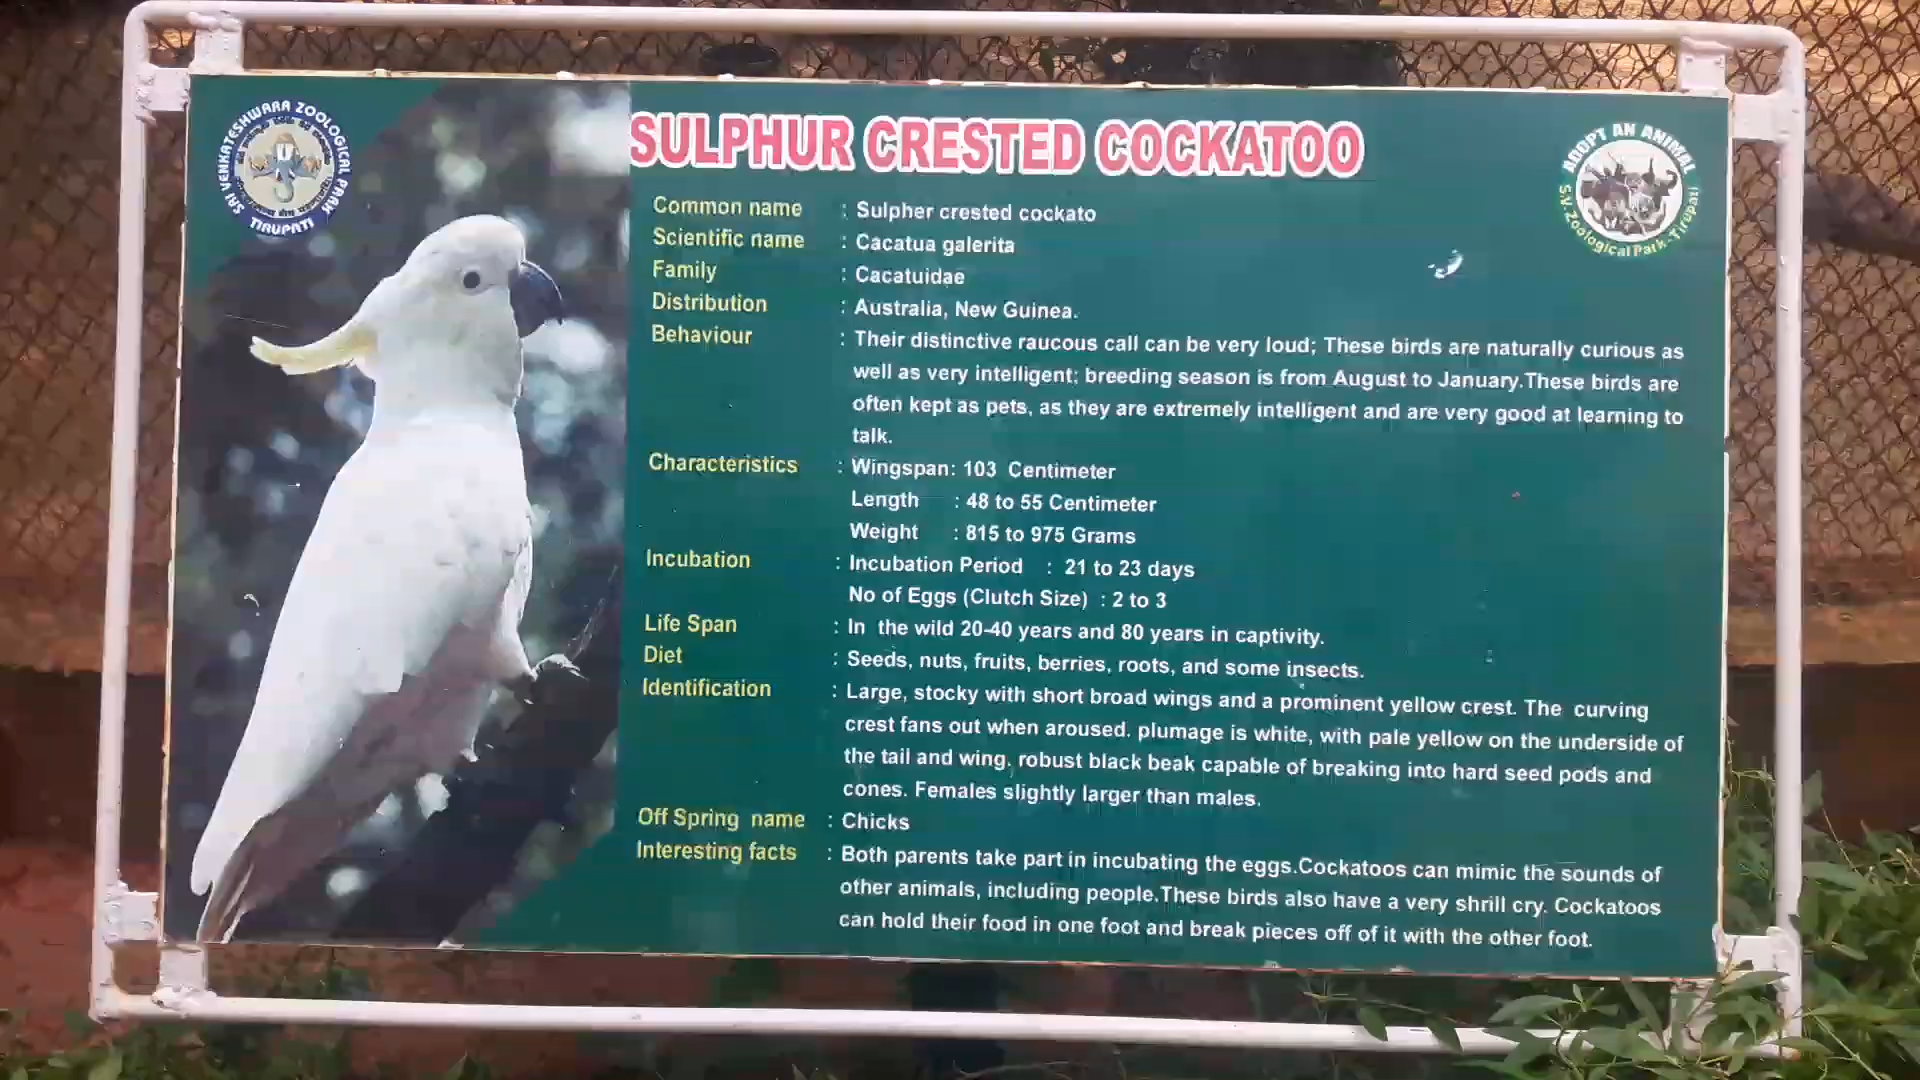 SRI VENKATESHWARA ZOOLOGICAL PARK
TIRUPATI
SULPHUR CRESTED COCKATOO
ADOPT AN ANIMAL
S.V. Zoological Park - Tirupati
Common name : Sulpher crested cockato
Scientific name : Cacatua galerita
Family : Cacatuidae
Distribution : Australia, New Guinea.
Behaviour : Their distinctive raucous call can be very loud; These birds are naturally curious as
well as very intelligent; breeding season is from August to January.These birds are
often kept as pets, as they are extremely intelligent and are very good at learning to
talk.
Characteristics : Wingspan: 103 Centimeter
Length : 48 to 55 Centimeter
Weight : 815 to 975 Grams
Incubation : Incubation Period : 21 to 23 days
No of Eggs (Clutch Size) : 2 to 3
Life Span : In the wild 20-40 years and 80 years in captivity.
Diet : Seeds, nuts, fruits, berries, roots, and some insects.
Identification : Large, stocky with short broad wings and a prominent yellow crest. The curving
crest fans out when aroused. plumage is white, with pale yellow on the underside of
the tail and wing. robust black beak capable of breaking into hard seed pods and
cones. Females slightly larger than males.
Off Spring name : Chicks
Interesting facts : Both parents take part in incubating the eggs.Cockatoos can mimic the sounds of
other animals, including people.These birds also have a very shrill cry. Cockatoos
can hold their food in one foot and break pieces off of it with the other foot.